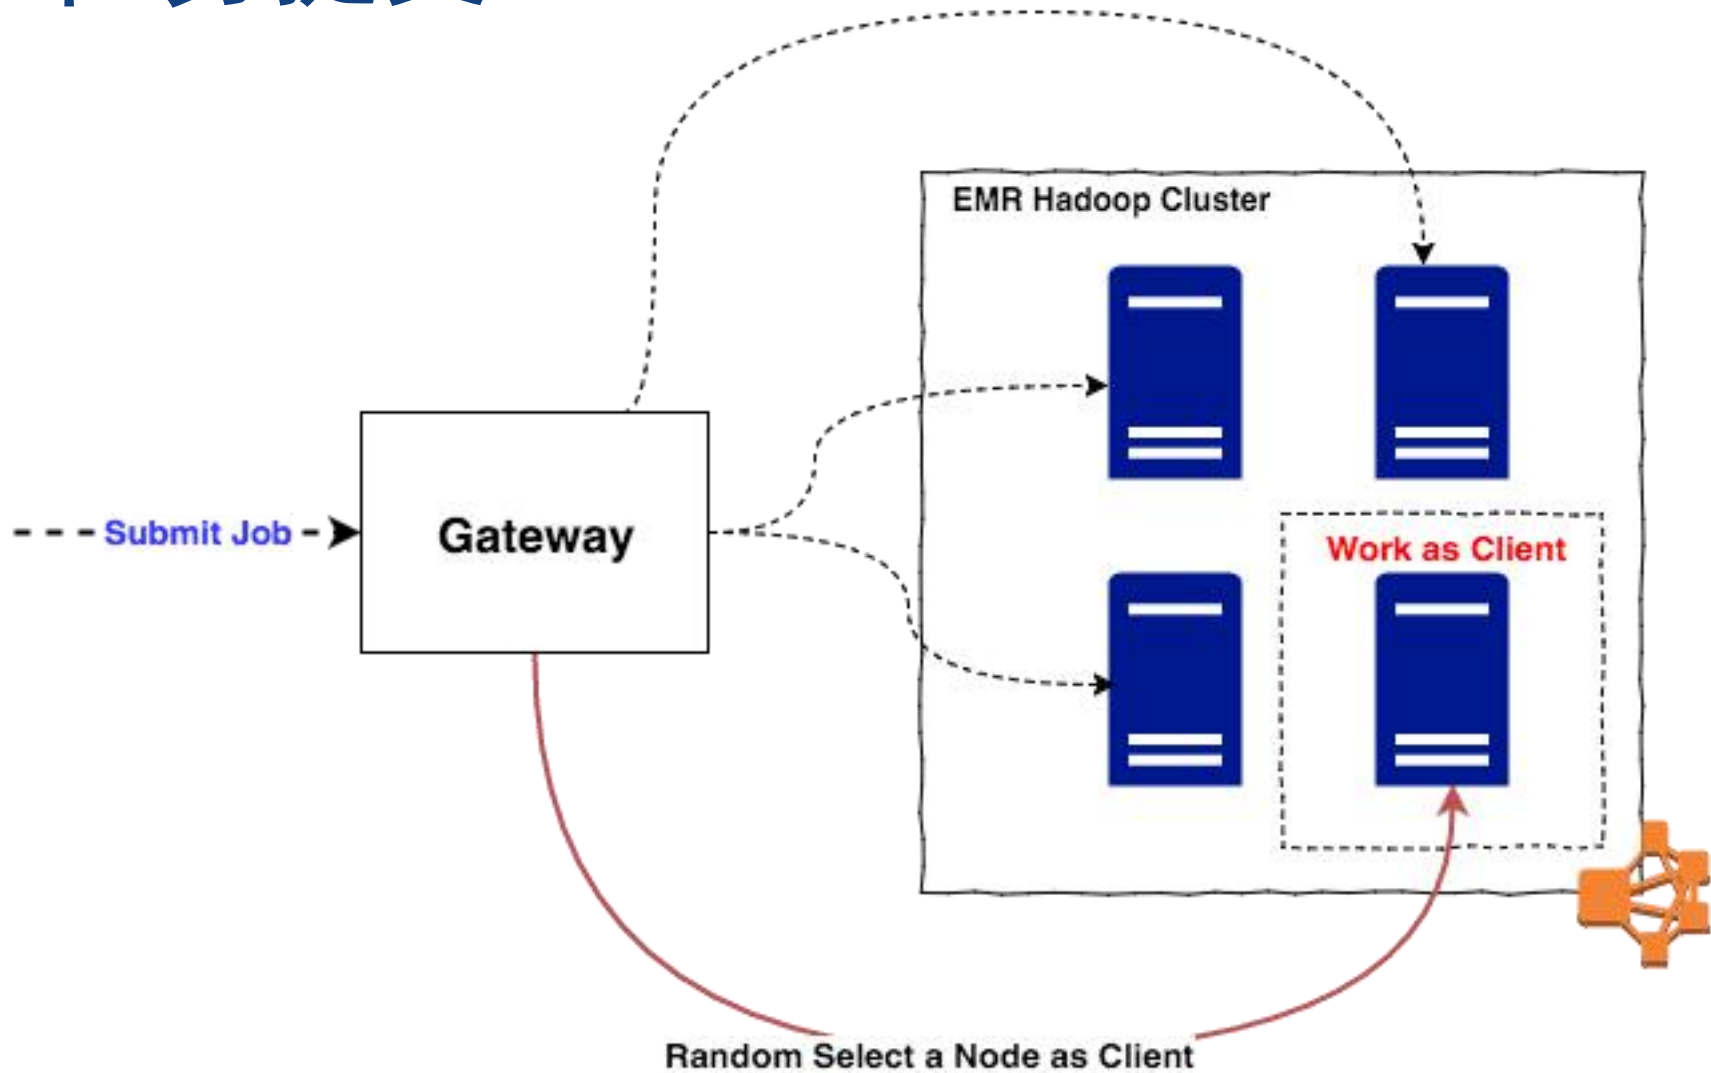 EMR Hadoop Cluster
Submit Job
Gateway
Work as Client
Random Select a Node as Client